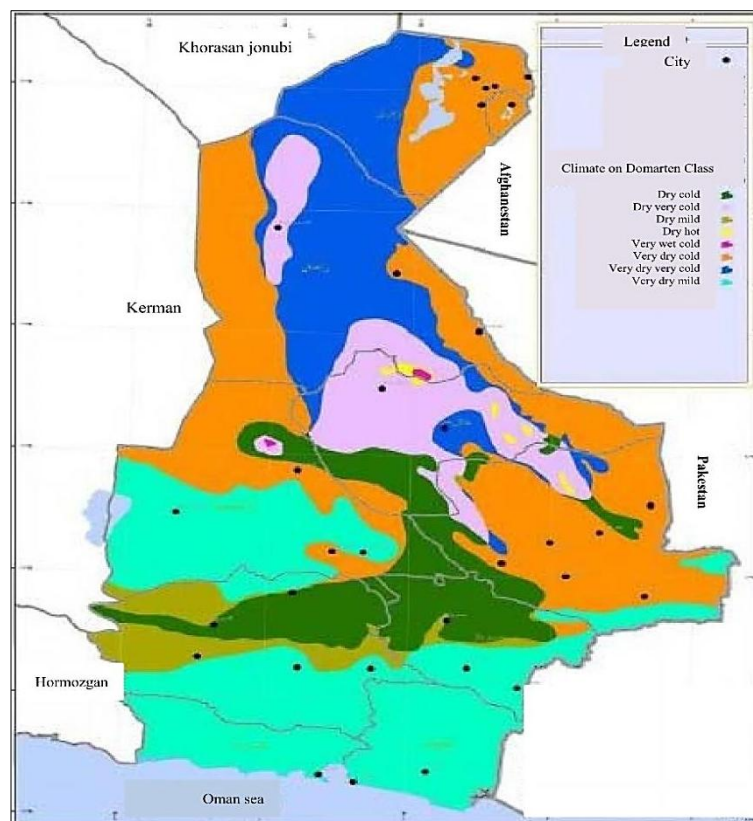 Khorasan jonubi
Legend
City
Afghanestan
Climate on Domarten Class
Dry cold
Dry very cold
Dry mild
Dry hot
Very wet cold
Very dry cold
Very dry very cold
Very dry mild
Kerman
Pakestan
Hormozgan
Oman sea